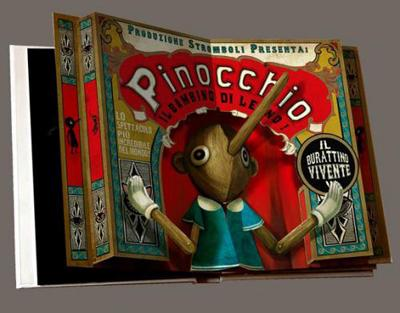 PRODUZIONE STROMBOLI PRESENTA:
PINOCCHIO
IL BAMBINO DI LEGNO!
LO
SPETTACOLO
PIÙ
INCREDIBILE
DEL MONDO!
IL
BURATTINO
VIVENTE